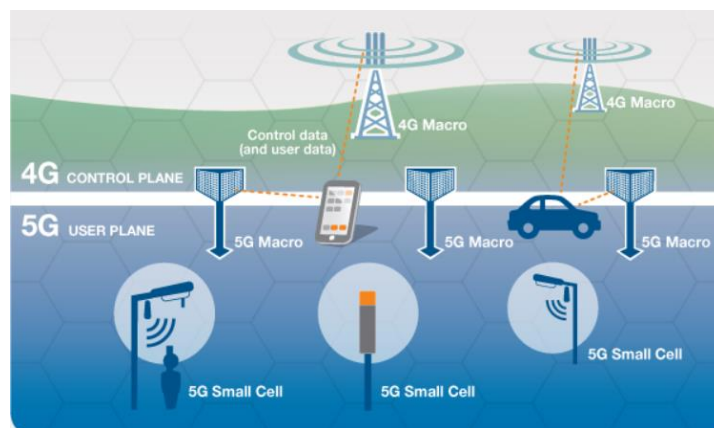 4G Macro
4G Macro
Control data
(and user data)
4G CONTROL PLANE
5G USER PLANE
5G Macro
5G Macro
5G Macro
5G Small Cell
5G Small Cell
5G Small Cell